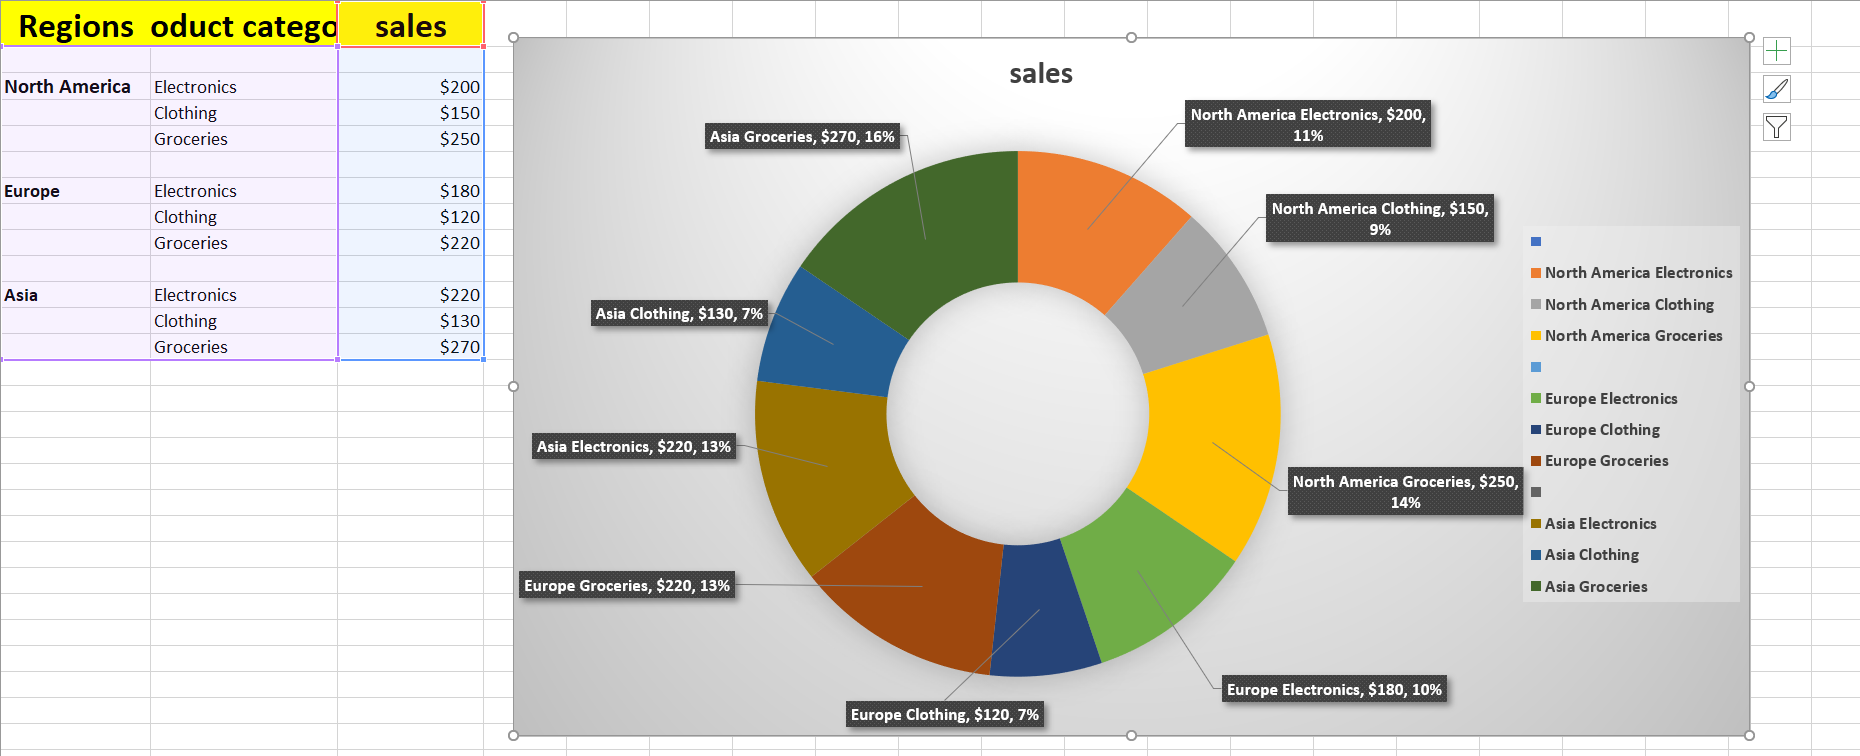 Regions oduct catego sales
North America Electronics $200
Clothing $150
Groceries $250
Europe Electronics $180
Clothing $120
Groceries $220
Asia Electronics $220
Clothing $130
Groceries $270
sales
North America Electronics, $200,
11%
Asia Groceries, $270, 16%
North America Clothing, $150,
9%
Asia Clothing, $130, 7%
Asia Electronics, $220, 13%
North America Groceries, $250,
14%
Europe Groceries, $220, 13%
Europe Electronics, $180, 10%
Europe Clothing, $120, 7%
North America Electronics
North America Clothing
North America Groceries
Europe Electronics
Europe Clothing
Europe Groceries
Asia Electronics
Asia Clothing
Asia Groceries